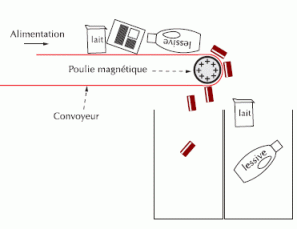 Alimentation
lait
lessive
Poulie magnétique
Convoyeur
lait
lessive